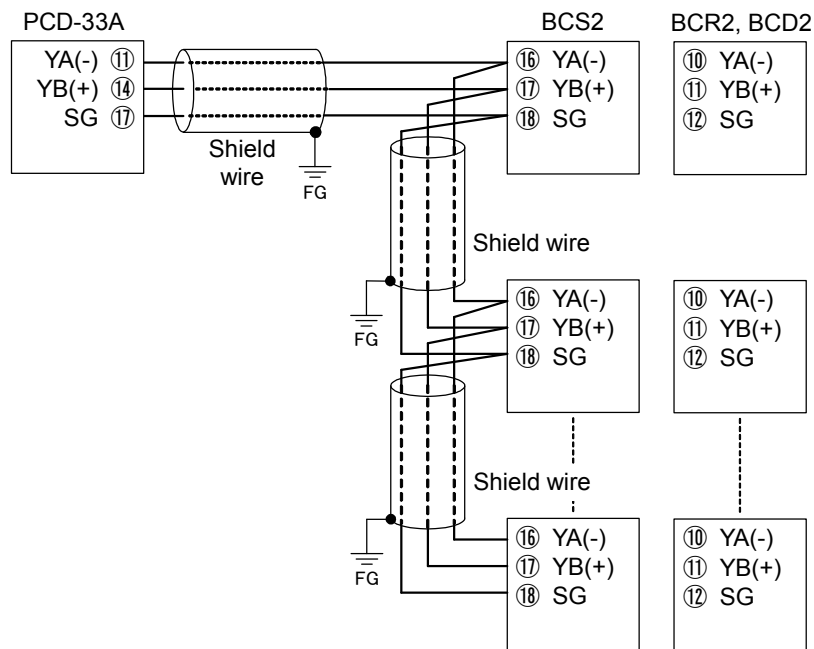 PCD-33A
BCS2
BCR2, BCD2
YA(-) ⑪
YB(+) ⑭
SG ⑰
Shield
wire
FG
⑯ YA(-)
⑰ YB(+)
⑱ SG
⑩ YA(-)
⑪ YB(+)
⑫ SG
Shield wire
FG
⑯ YA(-)
⑰ YB(+)
⑱ SG
⑩ YA(-)
⑪ YB(+)
⑫ SG
Shield wire
FG
⑯ YA(-)
⑰ YB(+)
⑱ SG
⑩ YA(-)
⑪ YB(+)
⑫ SG